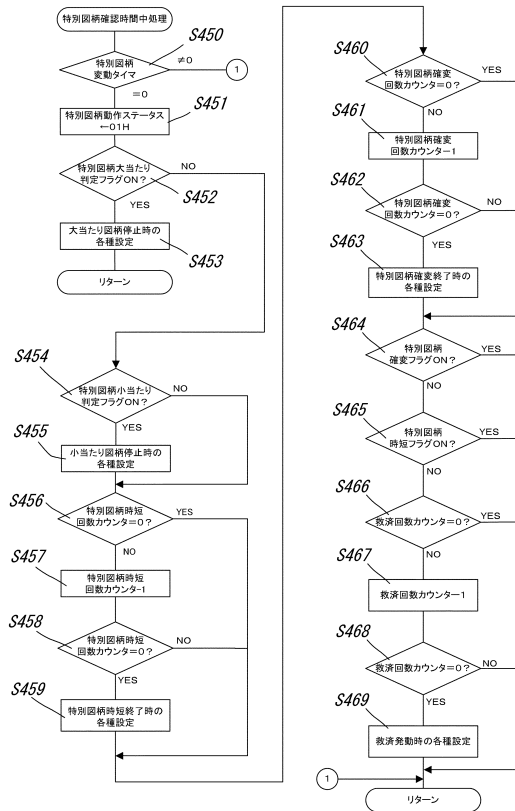 特別図柄確認時間中処理
S450
特別図柄
変動タイマ
≠0
1
=0
S451
特別図柄動作ステータス
←01H
特別図柄大当たり
判定フラグON?
NO
S452
YES
大当たり図柄停止時の
各種設定
S453
リターン
S454
特別図柄小当たり
判定フラグON?
NO
YES
S455
小当たり図柄停止時の
各種設定
S456
特別図柄時短
回数カウンタ=0?
YES
NO
S457
特別図柄時短
回数カウンタ-1
S458
特別図柄時短
回数カウンタ=0?
NO
YES
S459
特別図柄時短終了時の
各種設定
S460
特別図柄確変
回数カウンタ=0?
YES
NO
S461
特別図柄確変
回数カウンター1
S462
特別図柄確変
回数カウンタ=0?
NO
YES
S463
特別図柄確変終了時の
各種設定
S464
特別図柄
確変フラグON?
YES
NO
S465
特別図柄
時短フラグON?
YES
NO
S466
救済回数カウンタ=0?
YES
NO
S467
救済回数カウンター1
S468
救済回数カウンタ=0?
NO
YES
S469
救済発動時の各種設定
1
リターン